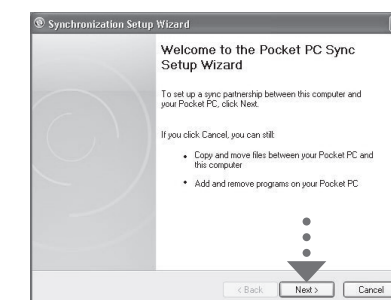 Synchronization Setup Wizard
Welcome to the Pocket PC Sync
Setup Wizard
To set up a sync partnership between this computer and
your Pocket PC, click Next.
If you click Cancel, you can still:
• Copy and move files between your Pocket PC and
this computer
• Add and remove programs on your Pocket PC
< Back Next > Cancel